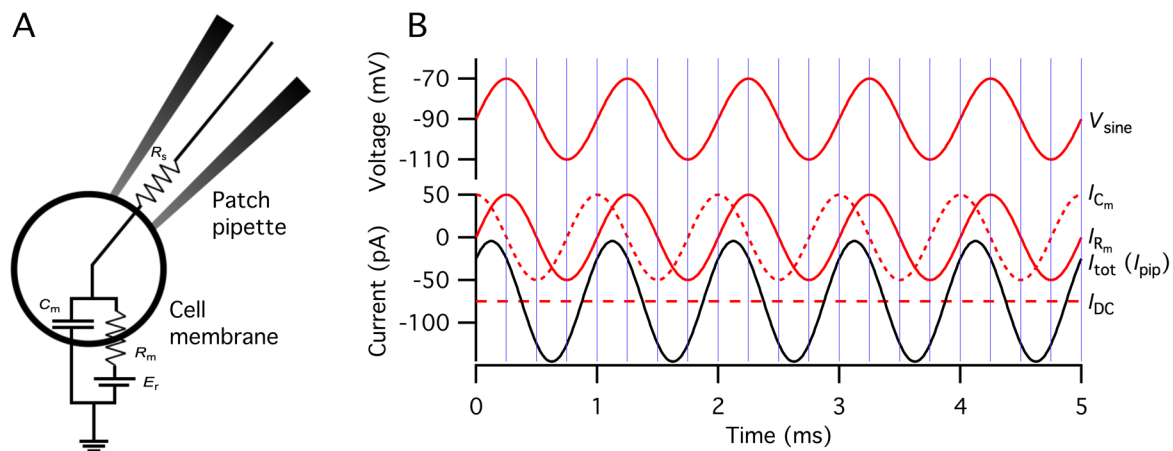 A
Rs
Patch
pipette
Cm
Cell
membrane
Rm
Er
B
Voltage (mV)
-70
-90
-110
Vsine
Current (pA)
50
0
-50
-100
ICm
IRm
Itot (Ipip)
IDC
0 1 2 3 4 5
Time (ms)